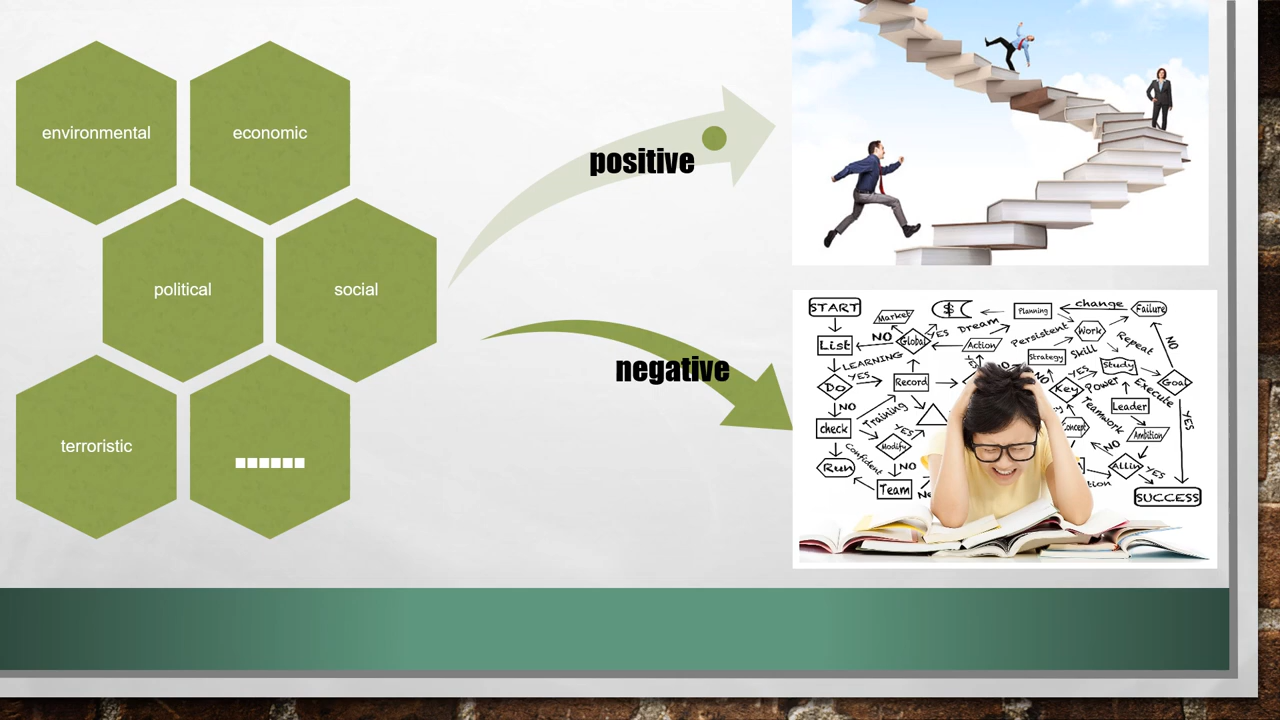 environmental
economic
political
social
terroristic
positive
negative
START
Market
$
Planning
change
Failure
List
NO
Global
YES
Dream
Action
Persistent
Work
Repeat
NO
LEARNING
Strategy
Skill
Study
Do
YES
Record
NO
Key
Power
Execute
Goal
NO
Training
Leader
YES
check
YES
Teamwork
Concept
Ambition
Modify
NO
Confident
Run
NO
Allin
YES
Team
SUCCESS